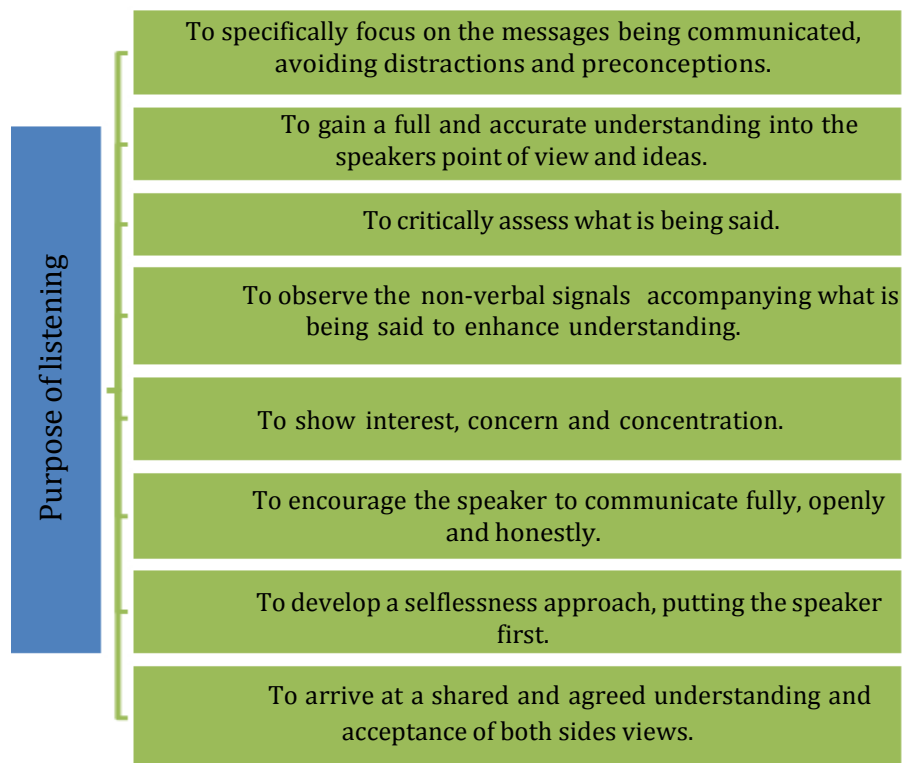 Purpose of listening
To specifically focus on the messages being communicated,
avoiding distractions and preconceptions.
To gain a full and accurate understanding into the
speakers point of view and ideas.
To critically assess what is being said.
To observe the non-verbal signals accompanying what is
being said to enhance understanding.
To show interest, concern and concentration.
To encourage the speaker to communicate fully, openly
and honestly.
To develop a selflessness approach, putting the speaker
first.
To arrive at a shared and agreed understanding and
acceptance of both sides views.